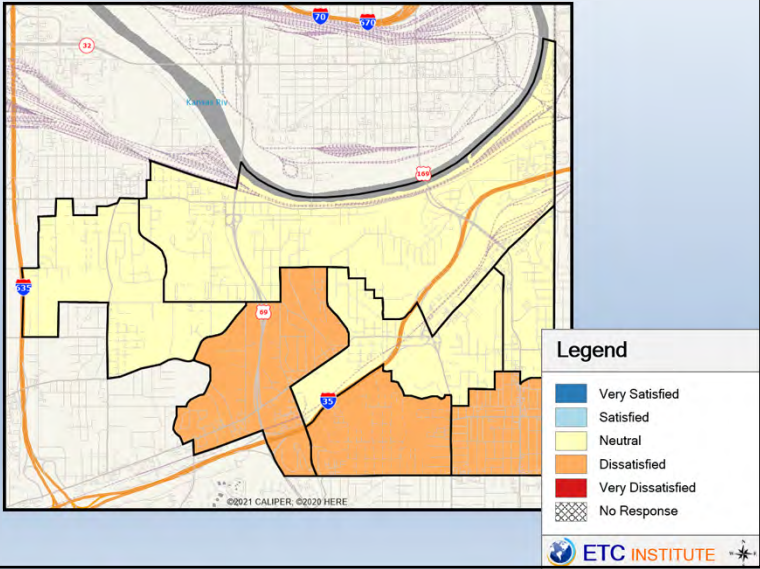 70
670
32
Kansas Riv
169
635
69
35
©2021 CALIPER; ©2020 HERE
Legend
Very Satisfied
Satisfied
Neutral
Dissatisfied
Very Dissatisfied
No Response
ETC INSTITUTE
N
W E
S